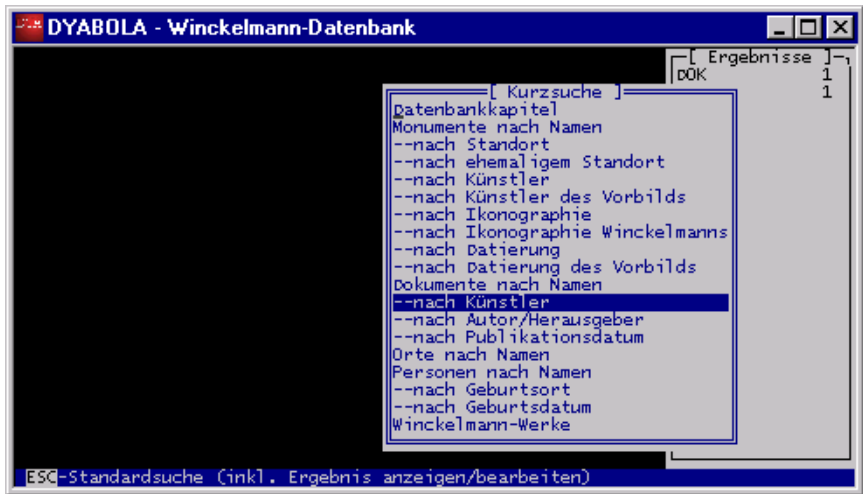 DYABOLA - Winckelmann-Datenbank
[ Ergebnisse ]
DOK 1
1
[ Kurzsuche ]
Datenbankkapitel
Monumente nach Namen
--nach Standort
--nach ehemaligem Standort
--nach Künstler
--nach Künstler des Vorbilds
--nach Ikonographie
--nach Ikonographie Winckelmanns
--nach Datierung
--nach Datierung des Vorbilds
Dokumente nach Namen
--nach Künstler
--nach Autor/Herausgeber
--nach Publikationsdatum
Orte nach Namen
Personen nach Namen
--nach Geburtsort
--nach Geburtsdatum
Winckelmann-Werke
ESC-Standardsuche (inkl. Ergebnis anzeigen/bearbeiten)